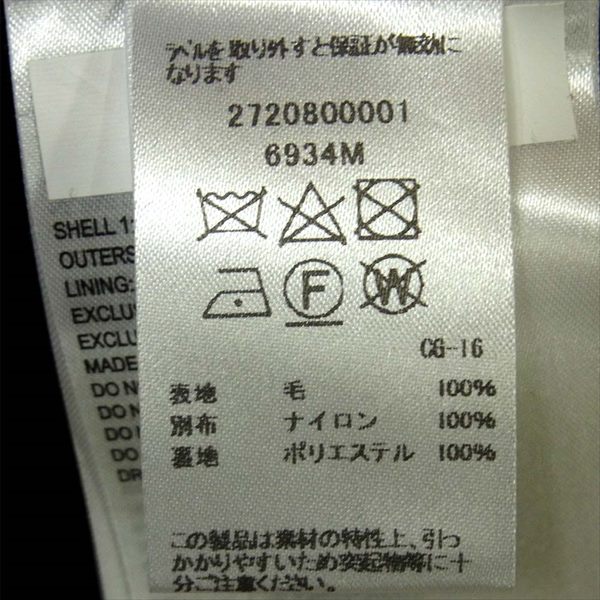 ラベルを取り外すと保証が無効に
なります
2720800001
6934M
F W
CG-16
表地 毛 100%
別布 ナイロン 100%
裏地 ポリエステル 100%
この製品は素材の特性上、引っ
かかりやすいため突起物等に十
分ご注意ください。
SHELL 1:
OUTERS
LINING:
EXCLU
EXCLU
MADE
DO N
DO N
DO
DO
DR